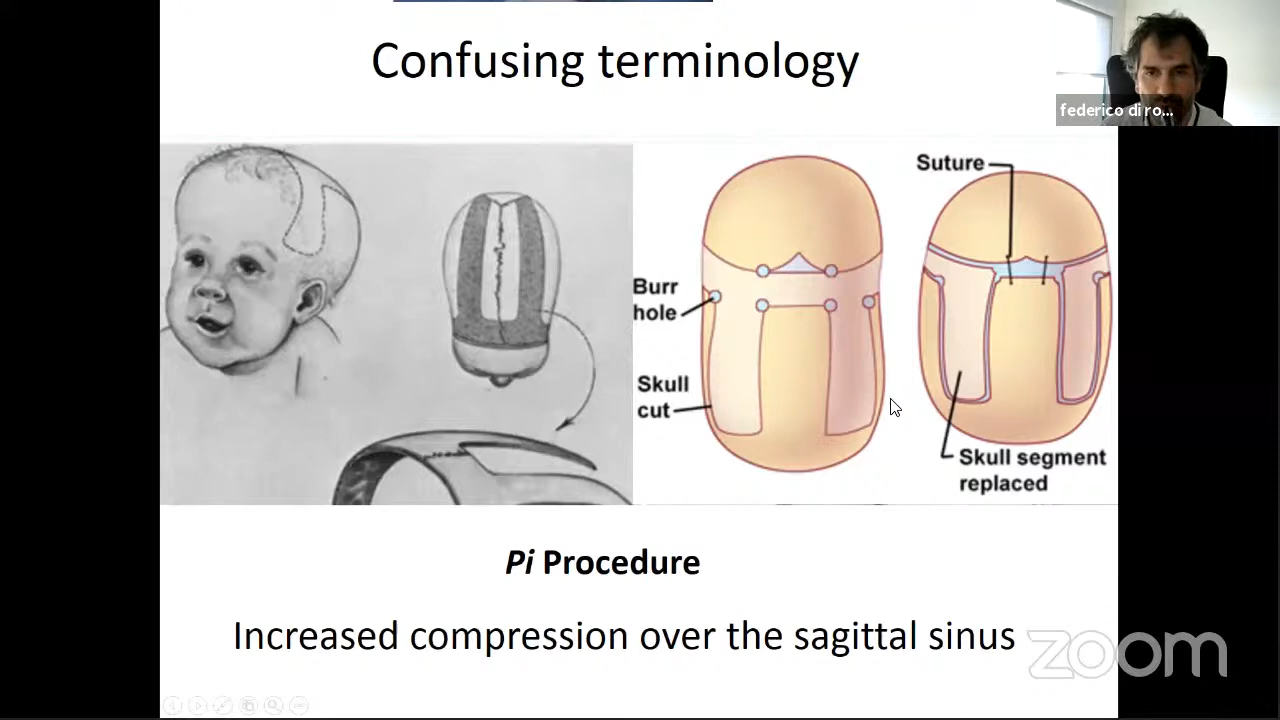 Confusing terminology
federico di ro...
Suture
Burr
hole
Skull
cut
Skull segment
replaced
Pi Procedure
Increased compression over the sagittal sinus
zoom